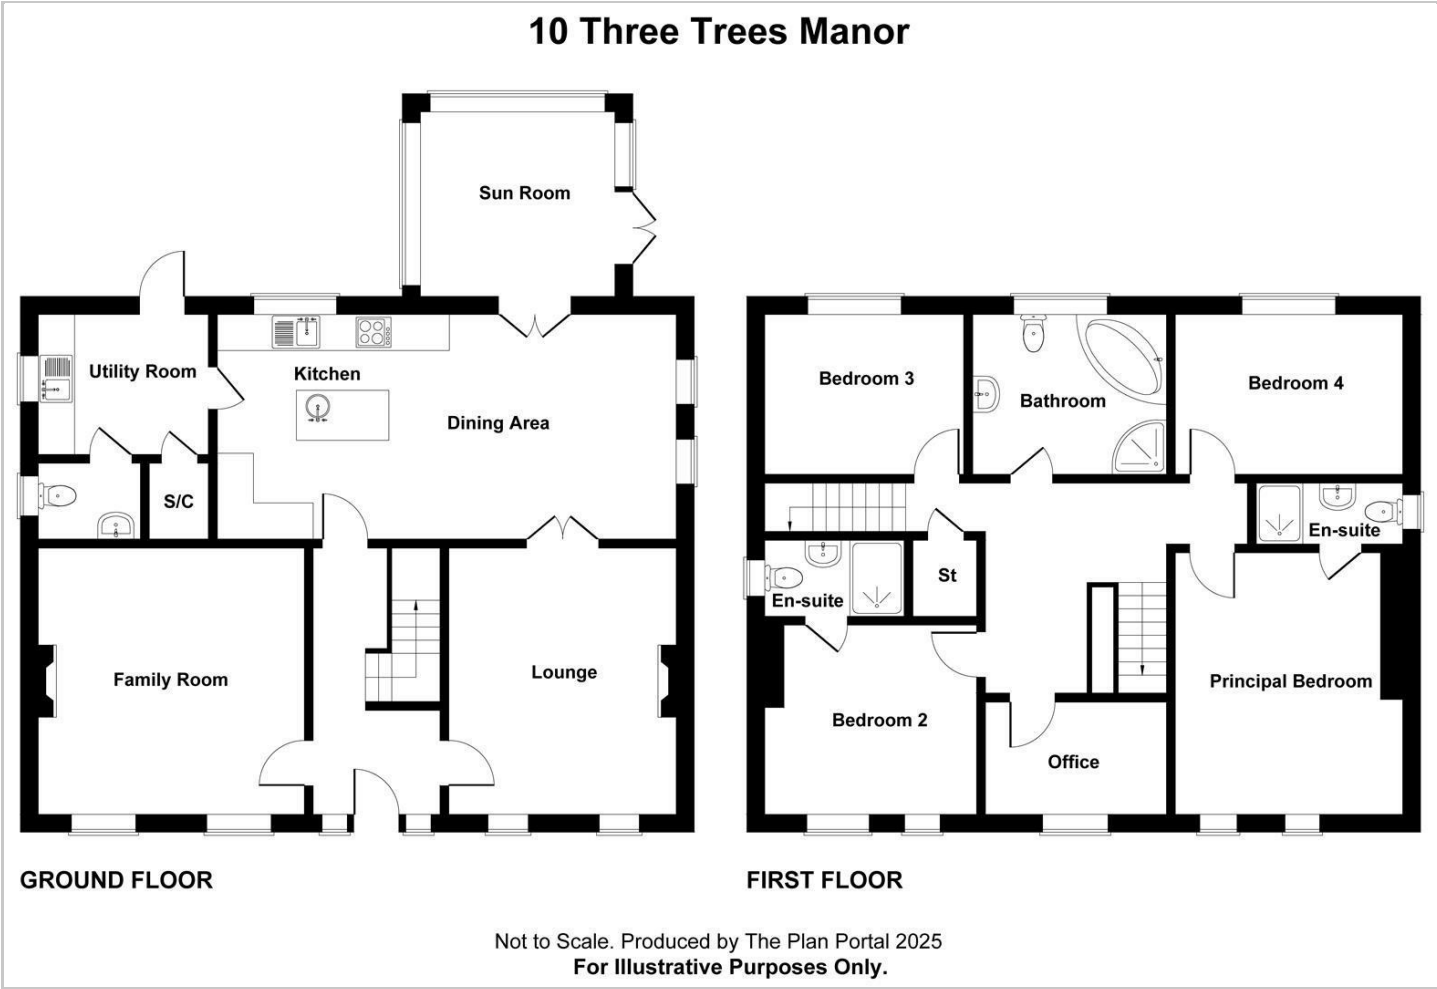 10 Three Trees Manor
Sun Room
Utility Room
Kitchen
Dining Area
S/C
Family Room
Lounge
GROUND FLOOR
Bedroom 3
Bathroom
Bedroom 4
En-suite
St
En-suite
Principal Bedroom
Bedroom 2
Office
FIRST FLOOR
Not to Scale. Produced by The Plan Portal 2025
For Illustrative Purposes Only.